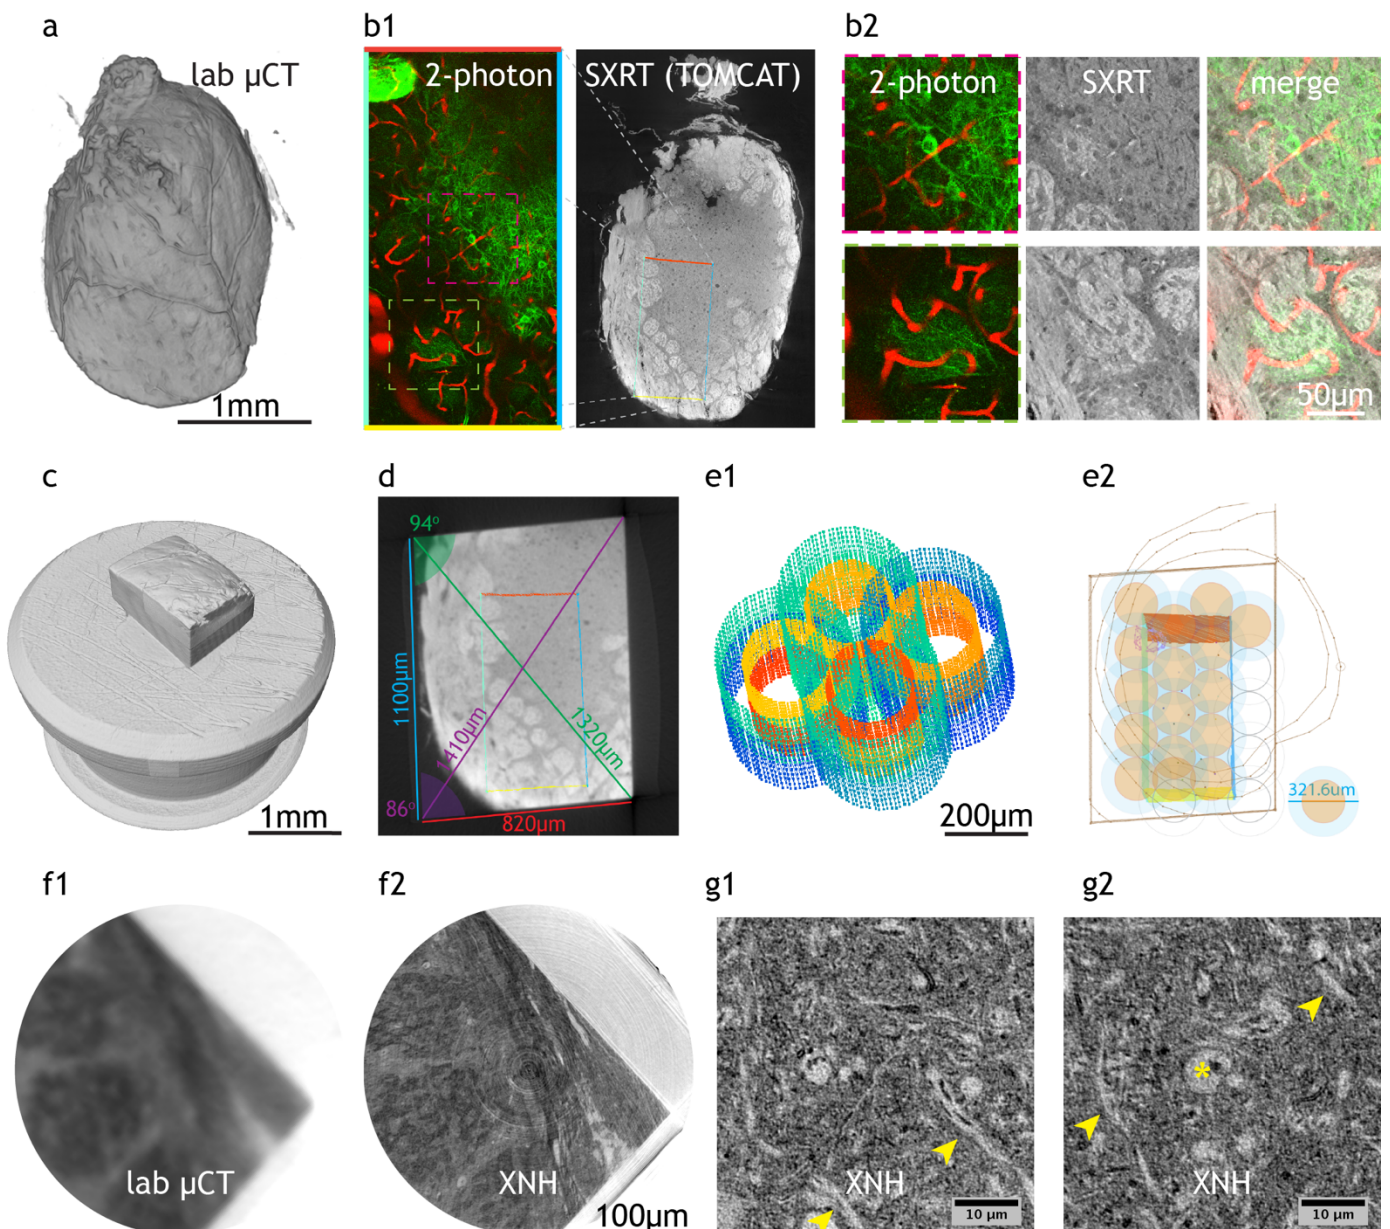 a
b1
b2
lab µCT
2-photon
SXRT (TOMCAT)
2-photon
SXRT
merge
1mm
50µm
c
d
e1
e2
94°
1100µm
1410µm
1320µm
86°
820µm
1mm
200µm
321.6um
f1
f2
g1
g2
*
lab µCT
XNH
XNH
XNH
100µm
10 µm
10 µm